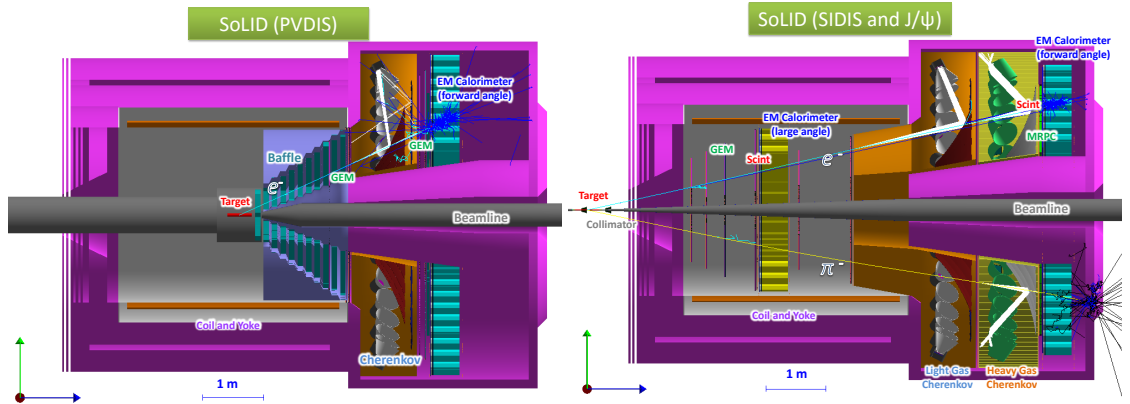 SoLID (PVDIS)
EM Calorimeter
(forward angle)
GEM
Baffle
GEM
e-
Target
Beamline
Coil and Yoke
Cherenkov
1 m
SoLID (SIDIS and J/ψ)
EM Calorimeter
(forward angle)
EM Calorimeter
(large angle)
Scint
MRPC
GEM
Scint
e-
Target
Collimator
Beamline
π-
Coil and Yoke
Light Gas
Cherenkov
Heavy Gas
Cherenkov
1 m